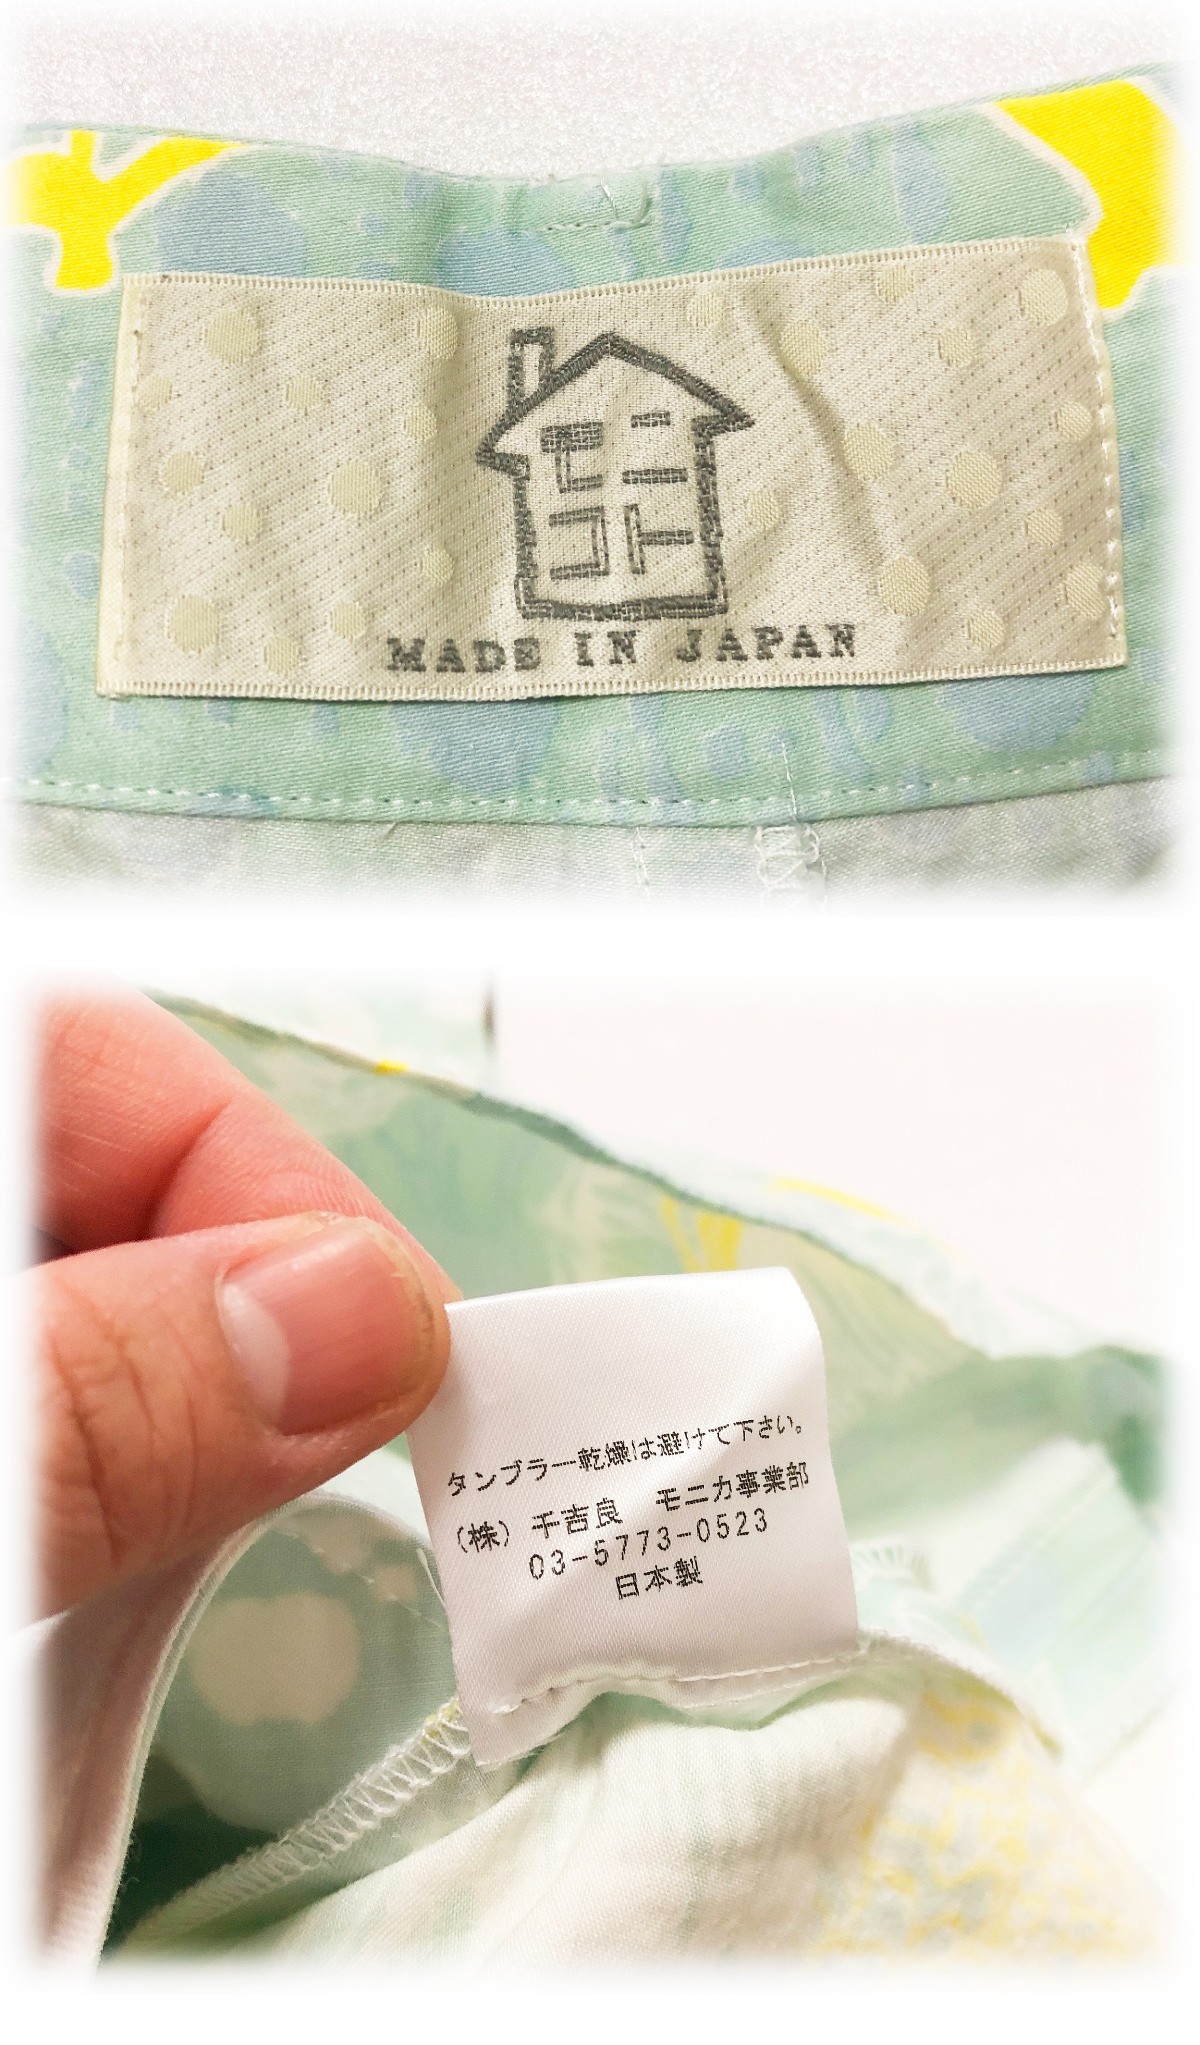 モニ
コト
MADE IN JAPAN
タンブラー乾燥は避けて下さい。
（株）千吉良　モニカ事業部
03-5773-0523
日本製